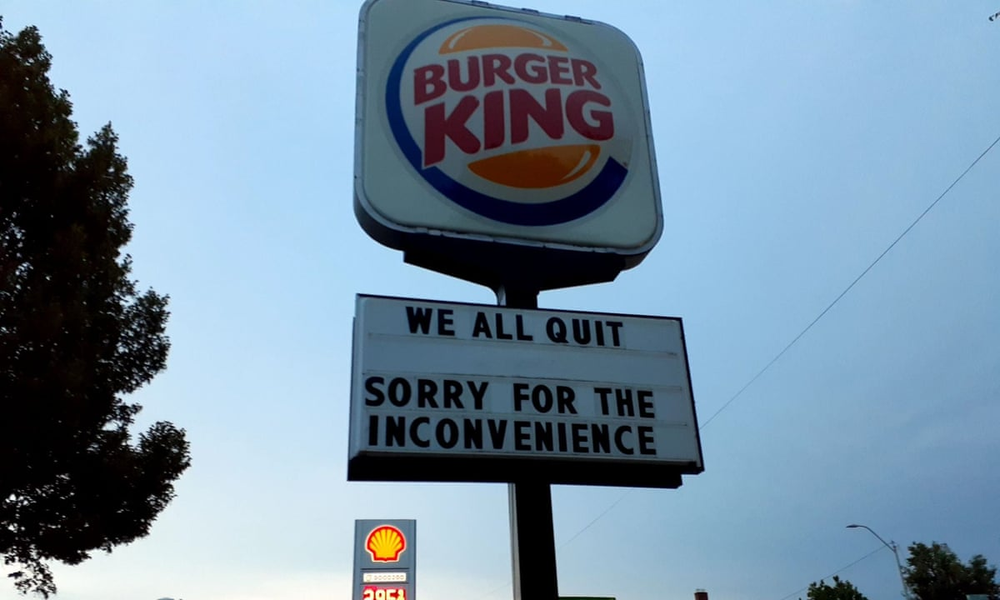 BURGER
KING
WE ALL QUIT
SORRY FOR THE
INCONVENIENCE